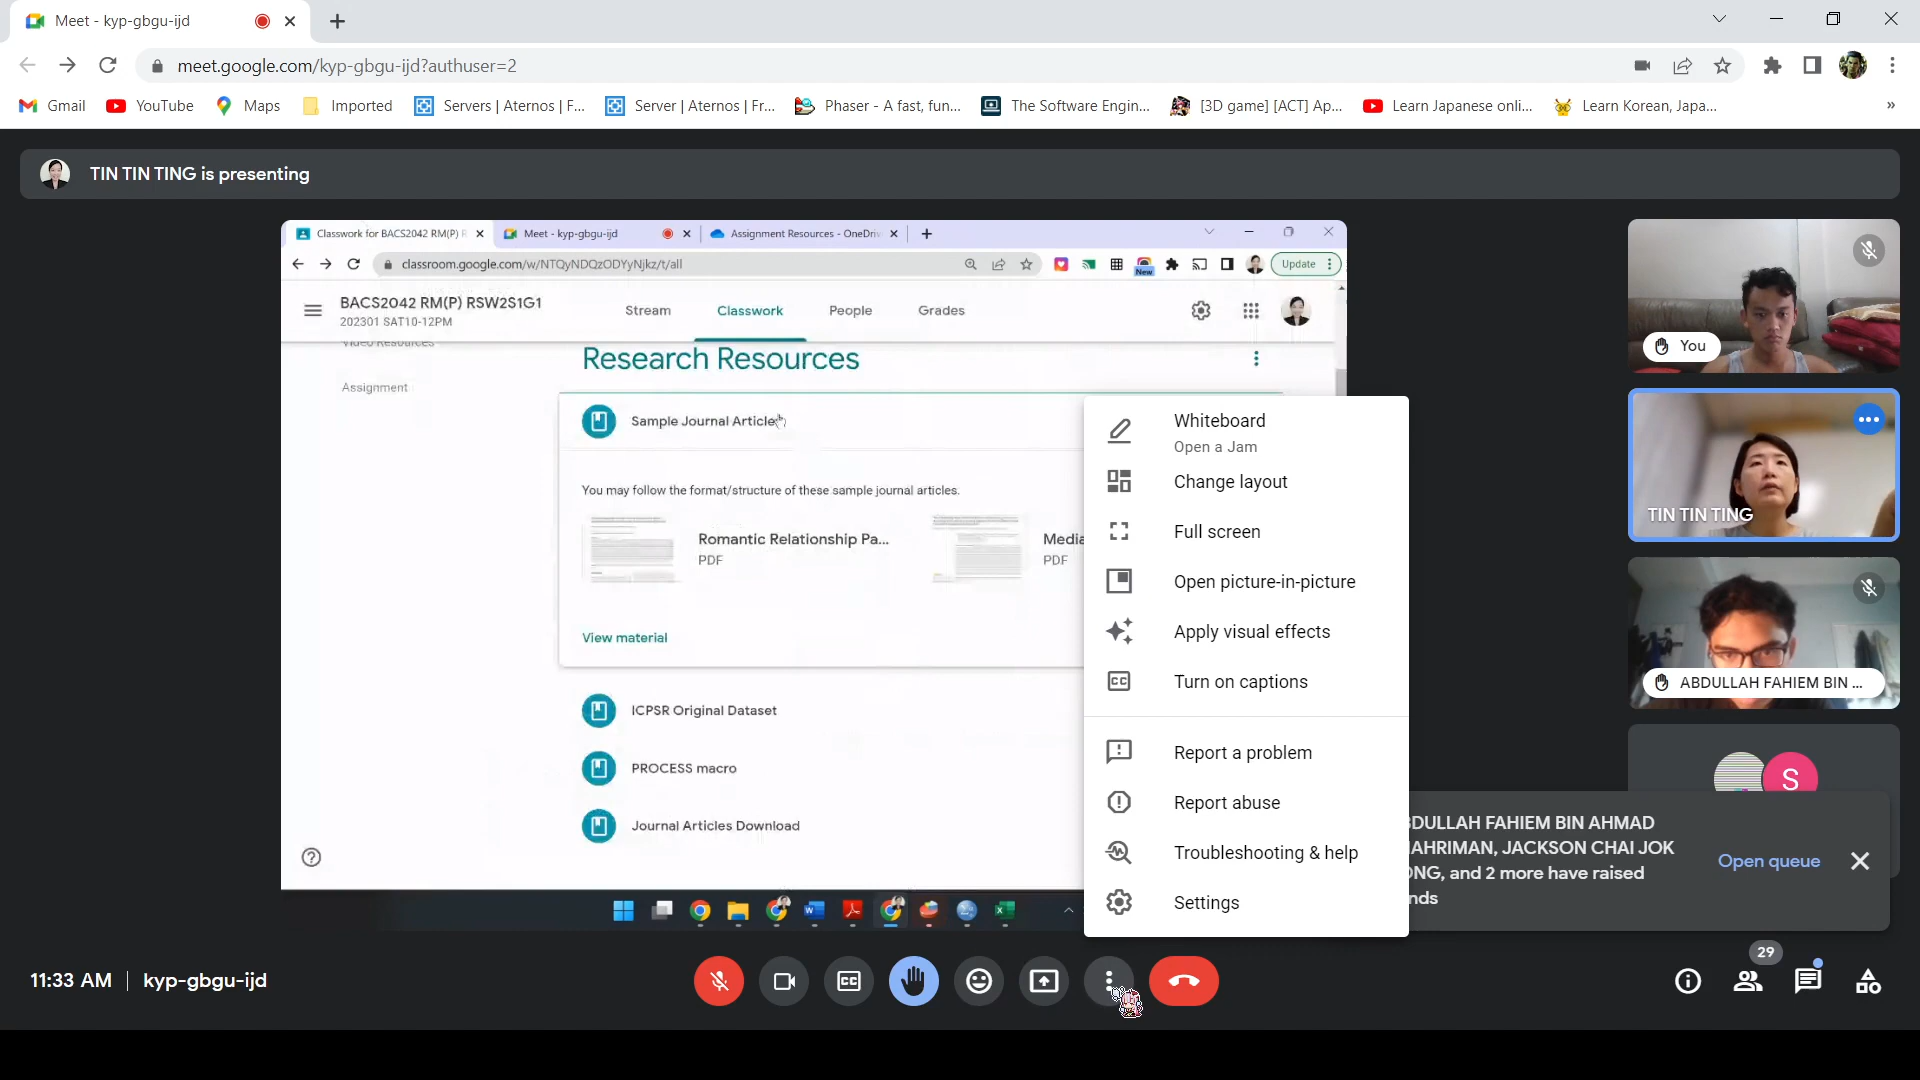 Meet - kyp-gbgu-ijd
meet.google.com/kyp-gbgu-ijd?authuser=2
Gmail
YouTube
Maps
Imported
Servers | Aternos | F...
Server | Aternos | Fr...
Phaser - A fast, fun...
The Software Engin...
[3D game] [ACT] Ap...
Learn Japanese onli...
Learn Korean, Japa...
»
TIN TIN TING is presenting
Classwork for BACS2042 RM(P) R
Meet - kyp-gbgu-ijd
Assignment Resources - OneDriv
classroom.google.com/w/NTQyNDQzODYyNjkz/t/all
New
Update
BACS2042 RM(P) RSW2S1G1
202301 SAT10-12PM
Stream
Classwork
People
Grades
Video Resources
Assignment
Research Resources
Sample Journal Article
You may follow the format/structure of these sample journal articles.
Romantic Relationship Pa...
PDF
Media
PDF
View material
ICPSR Original Dataset
PROCESS macro
Journal Articles Download
Whiteboard
Open a Jam
Change layout
Full screen
Open picture-in-picture
Apply visual effects
Turn on captions
Report a problem
Report abuse
Troubleshooting & help
Settings
You
TIN TIN TING
ABDULLAH FAHIEM BIN ...
S
BDULLAH FAHIEM BIN AHMAD
AHRIMAN, JACKSON CHAI JOK
ONG, and 2 more have raised
nds
Open queue
11:33 AM | kyp-gbgu-ijd
29